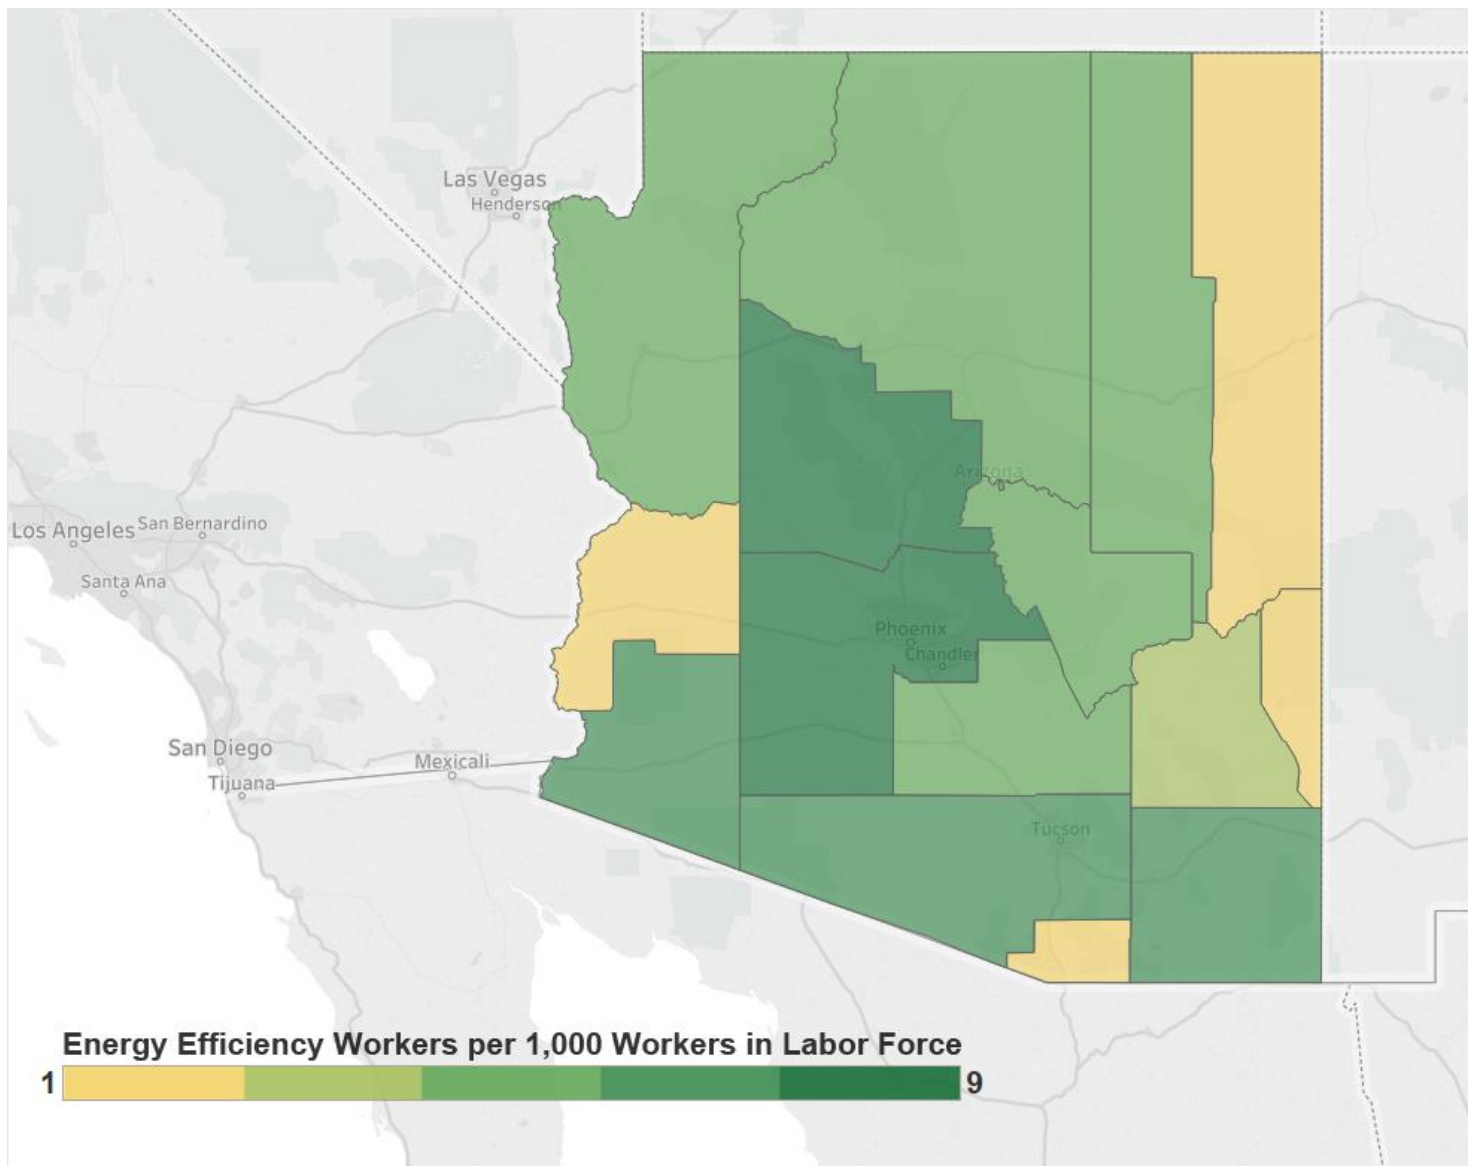 Las Vegas
Henderson
Arizona
Los Angeles
San Bernardino
Santa Ana
Phoenix
Chandler
San Diego
Mexicali
Tijuana
Tucson
Energy Efficiency Workers per 1,000 Workers in Labor Force
1 9